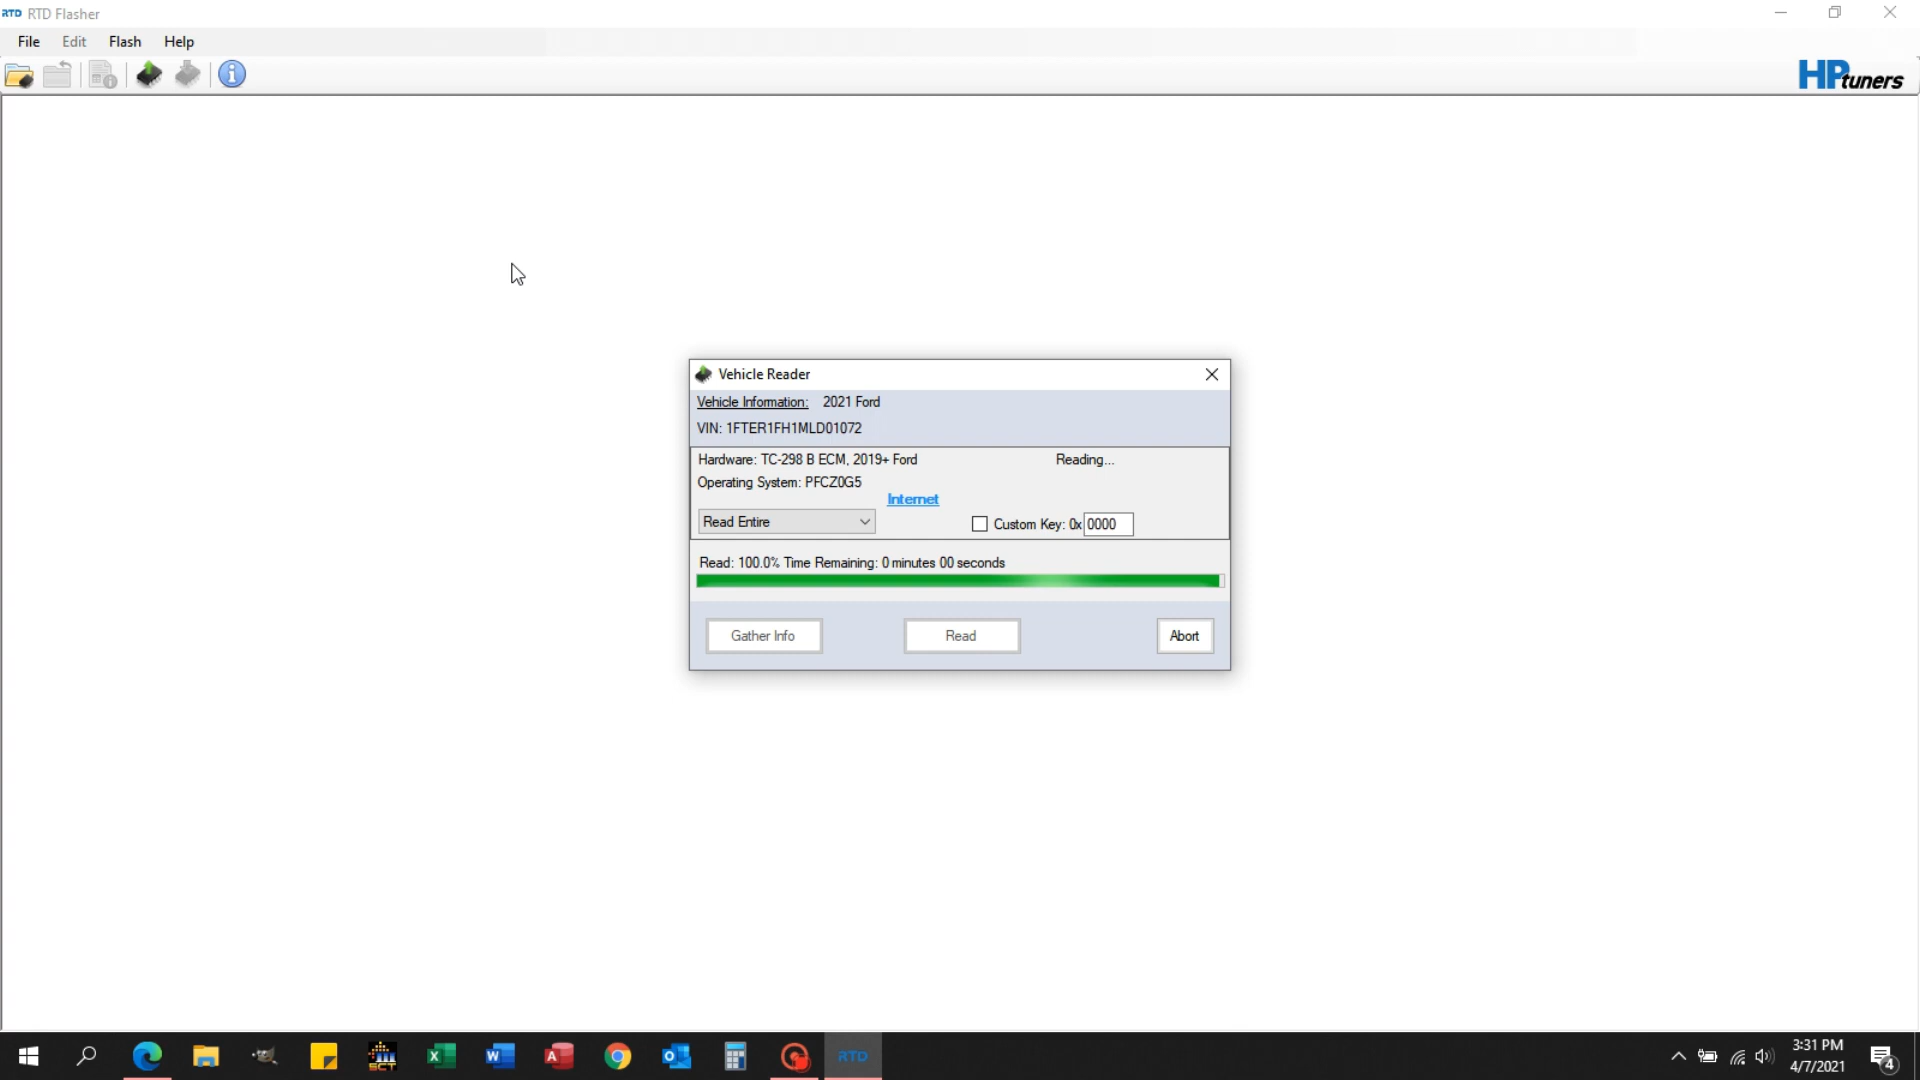 RTD RTD Flasher
File Edit Flash Help
HPtuners
Vehicle Reader
Vehicle Information: 2021 Ford
VIN: 1FTER1FH1MLD01072
Hardware: TC-298 B ECM, 2019+ Ford Reading...
Operating System: PFCZ0G5
Internet
Read Entire Custom Key: 0x 0000
Read: 100.0% Time Remaining: 0 minutes 00 seconds
Gather Info Read Abort
SCT RTD
3:31 PM
4/7/2021
4